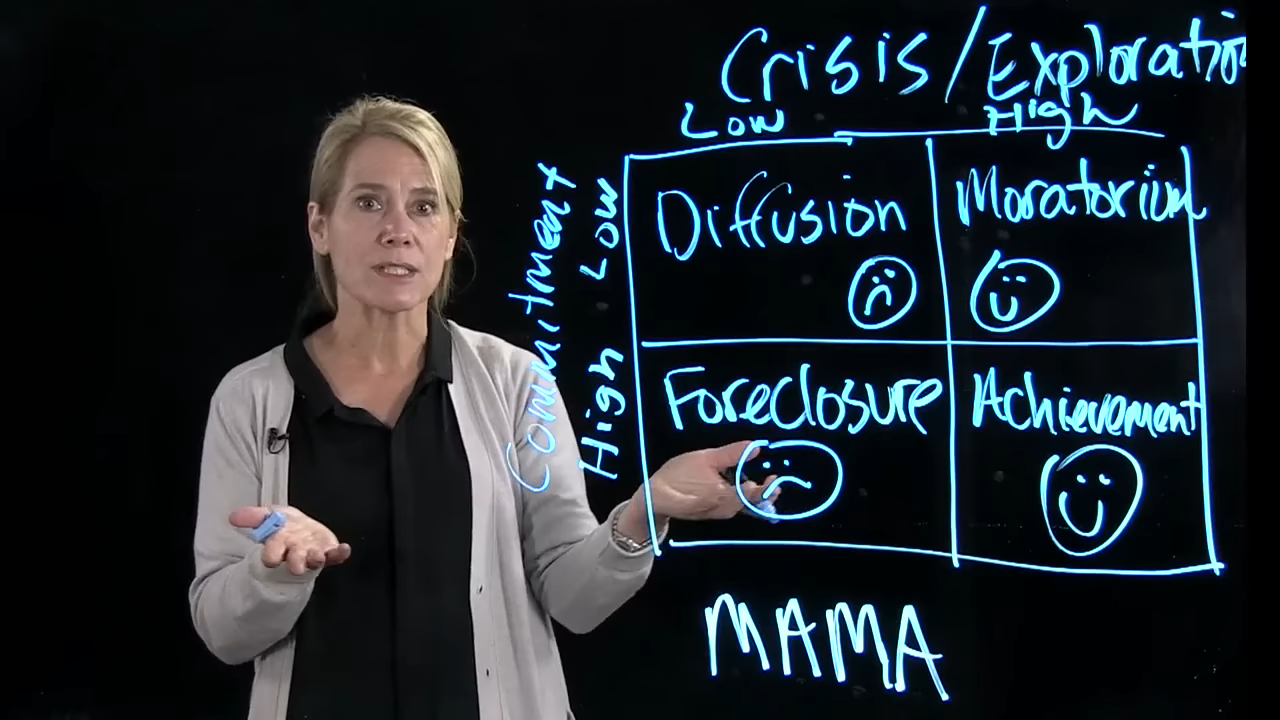 Crisis/Exploratio
Low High
Commitment
Low
High
Diffusion Moratorium
Foreclosure Achievement
MAMA